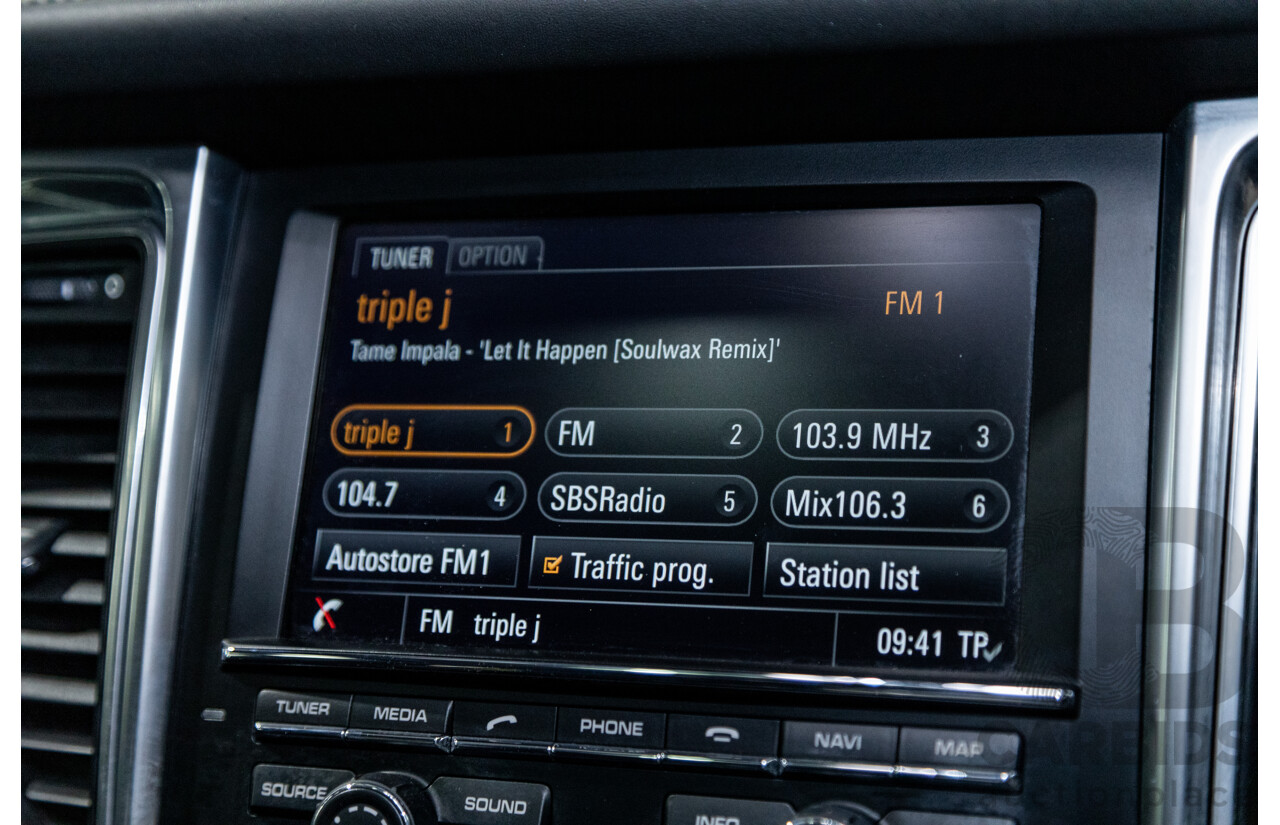 TUNER OPTION
triple j FM 1
Tame Impala - 'Let It Happen [Soulwax Remix]'
triple j 1 FM 2 103.9 MHz 3
104.7 4 SBSRadio 5 Mix106.3 6
Autostore FM1 Traffic prog. Station list
FM triple j 09:41 TP
TUNER MEDIA PHONE NAVI MAP
CARBIDS
SOURCE SOUND INFO